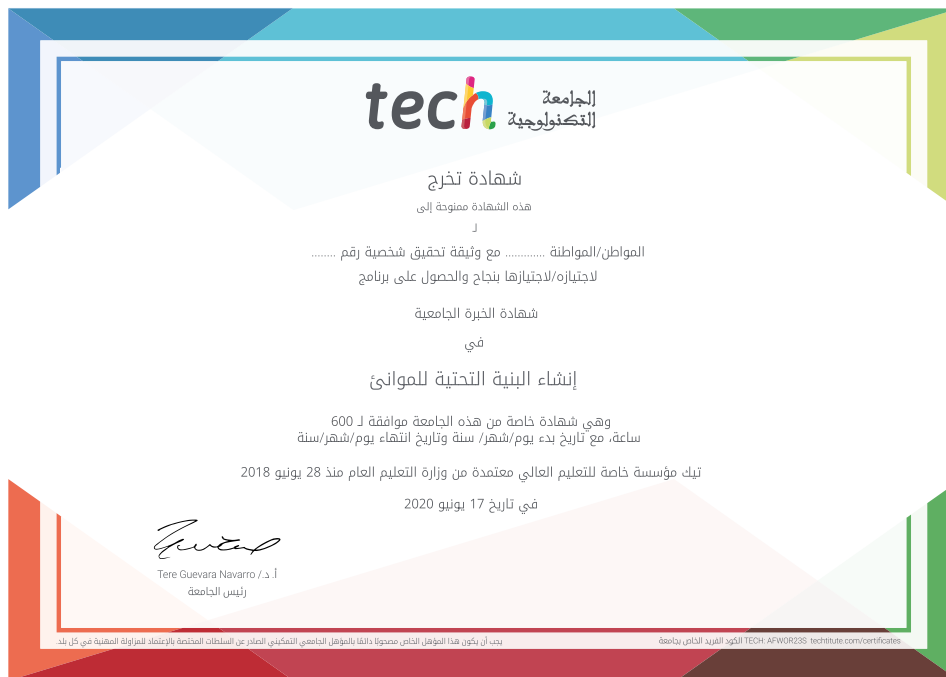 tech الجامعة
التكنولوجية
شهادة تخرج
هذه الشهادة ممنوحة إلى
لـ
المواطن/المواطنة ............. مع وثيقة تحقيق شخصية رقم ........
لاجتيازه/لاجتيازها بنجاح والحصول على برنامج
شهادة الخبرة الجامعية
في
إنشاء البنية التحتية للموانئ
وهي شهادة خاصة من هذه الجامعة موافقة لـ 600
ساعة، مع تاريخ بدء يوم/شهر/ سنة وتاريخ انتهاء يوم/شهر/سنة
تيك مؤسسة خاصة للتعليم العالي معتمدة من وزارة التعليم العام منذ 28 يونيو 2018
في تاريخ 17 يونيو 2020
أ. د./ Tere Guevara Navarro
رئيس الجامعة
يجب أن يكون هذا المؤهل الخاص مصحوبًا دائمًا بالمؤهل الجامعي التمكيني الصادر عن السلطات المختصة بالإعتماد للمزاولة المهنية في كل بلد.
الكود الفريد الخاص بجامعة TECH: AFWOR23S techtitute.com/certificates